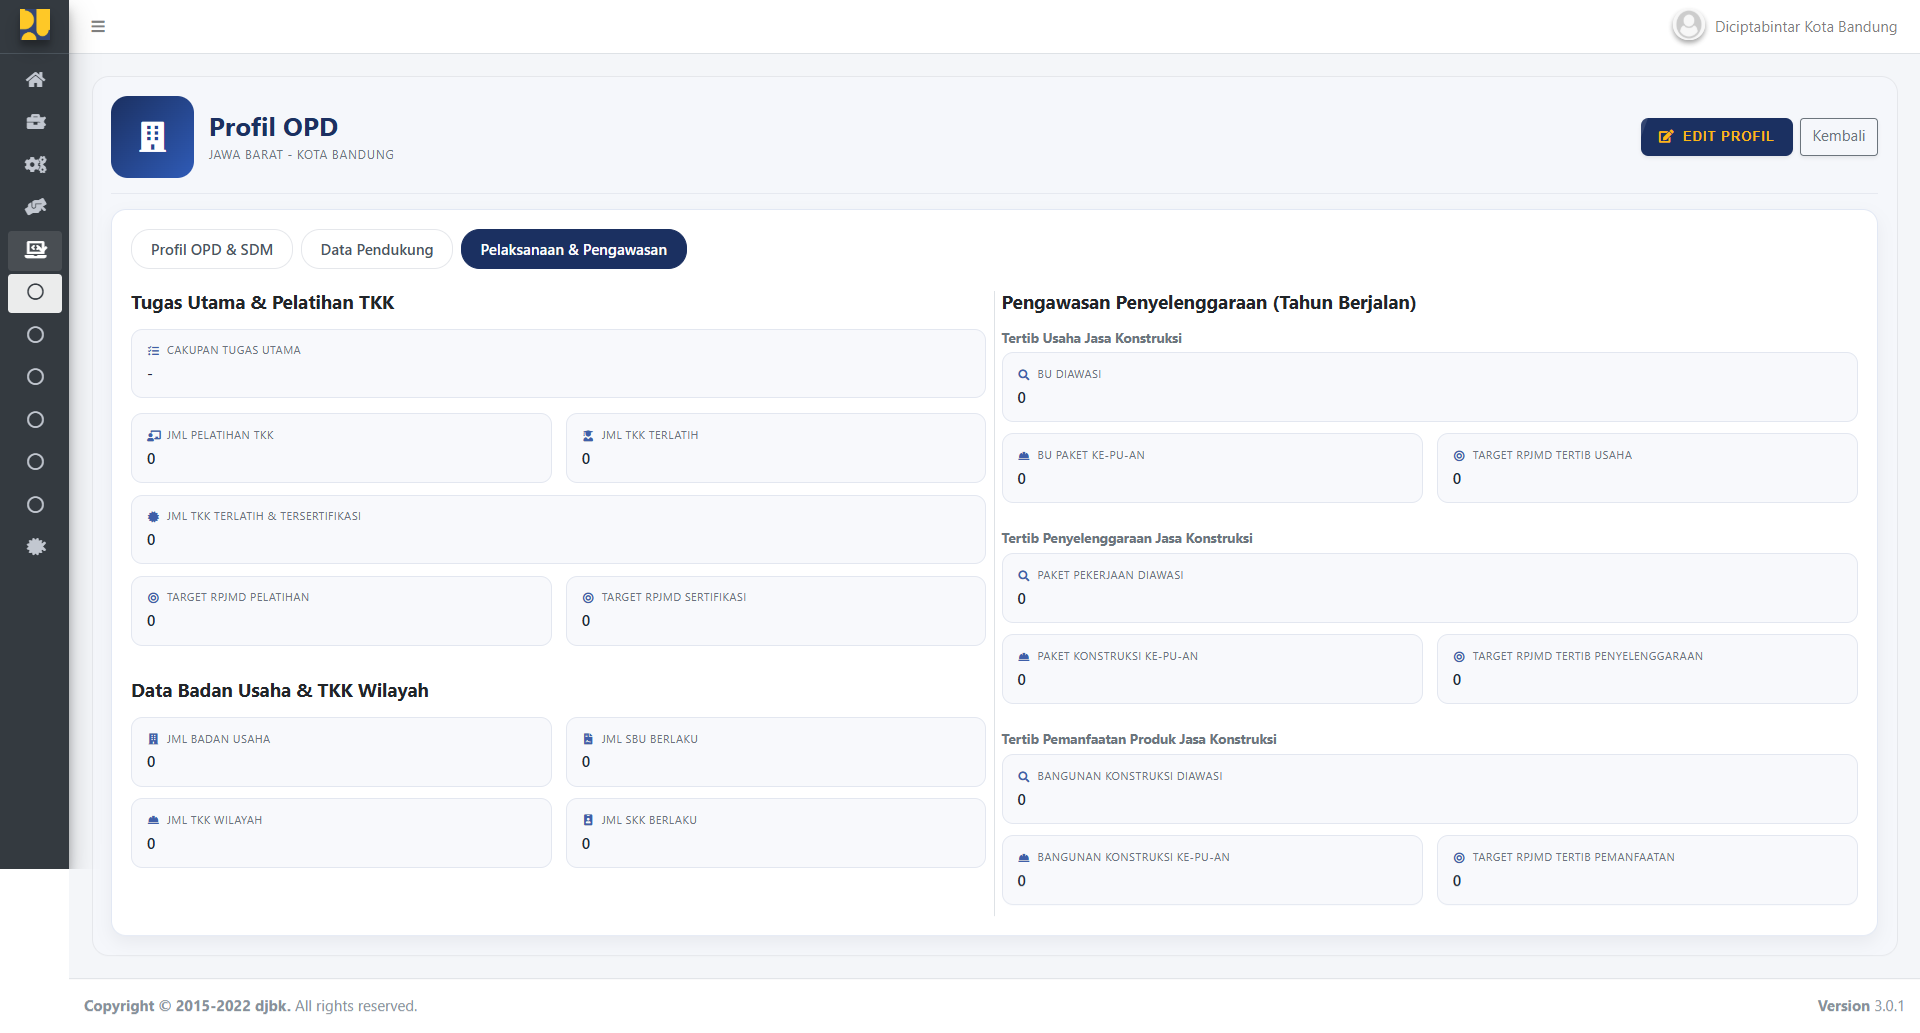 Diciptabintar Kota Bandung
Profil OPD
JAWA BARAT - KOTA BANDUNG
EDIT PROFIL
Kembali
Profil OPD & SDM
Data Pendukung
Pelaksanaan & Pengawasan
Tugas Utama & Pelatihan TKK
CAKUPAN TUGAS UTAMA
-
JML PELATIHAN TKK
0
JML TKK TERLATIH
0
JML TKK TERLATIH & TERSERTIFIKASI
0
TARGET RPJMD PELATIHAN
0
TARGET RPJMD SERTIFIKASI
0
Data Badan Usaha & TKK Wilayah
JML BADAN USAHA
0
JML SBU BERLAKU
0
JML TKK WILAYAH
0
JML SKK BERLAKU
0
Pengawasan Penyelenggaraan (Tahun Berjalan)
Tertib Usaha Jasa Konstruksi
BU DIAWASI
0
BU PAKET KE-PU-AN
0
TARGET RPJMD TERTIB USAHA
0
Tertib Penyelenggaraan Jasa Konstruksi
PAKET PEKERJAAN DIAWASI
0
PAKET KONSTRUKSI KE-PU-AN
0
TARGET RPJMD TERTIB PENYELENGGARAAN
0
Tertib Pemanfaatan Produk Jasa Konstruksi
BANGUNAN KONSTRUKSI DIAWASI
0
BANGUNAN KONSTRUKSI KE-PU-AN
0
TARGET RPJMD TERTIB PEMANFAATAN
0
Copyright © 2015-2022 djbk. All rights reserved.
Version 3.0.1